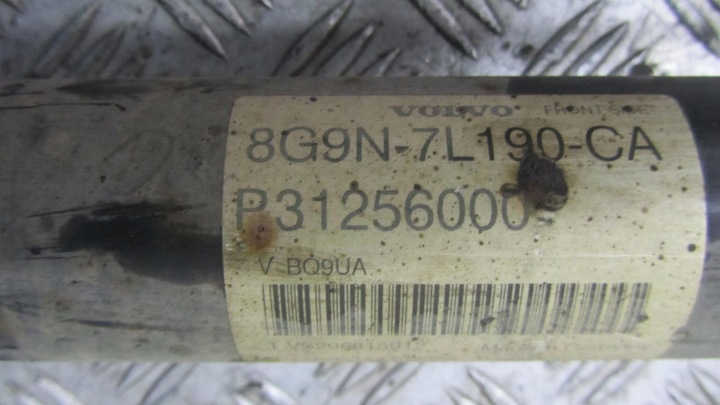 VOLVO FRONT SIDE
8G9N-7L190-CA
P31256000
V BQ9UA